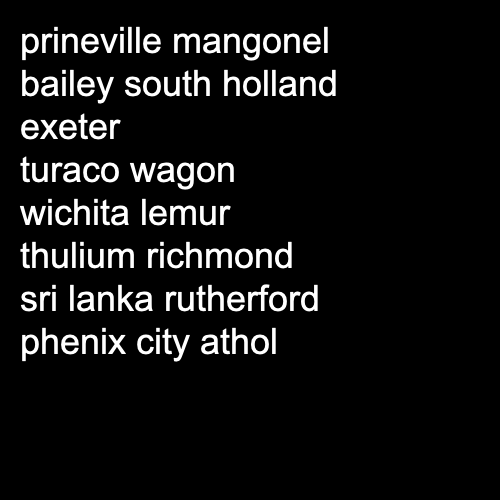 prineville mangonel
bailey south holland
exeter
turaco wagon
wichita lemur
thulium richmond
sri lanka rutherford
phenix city athol